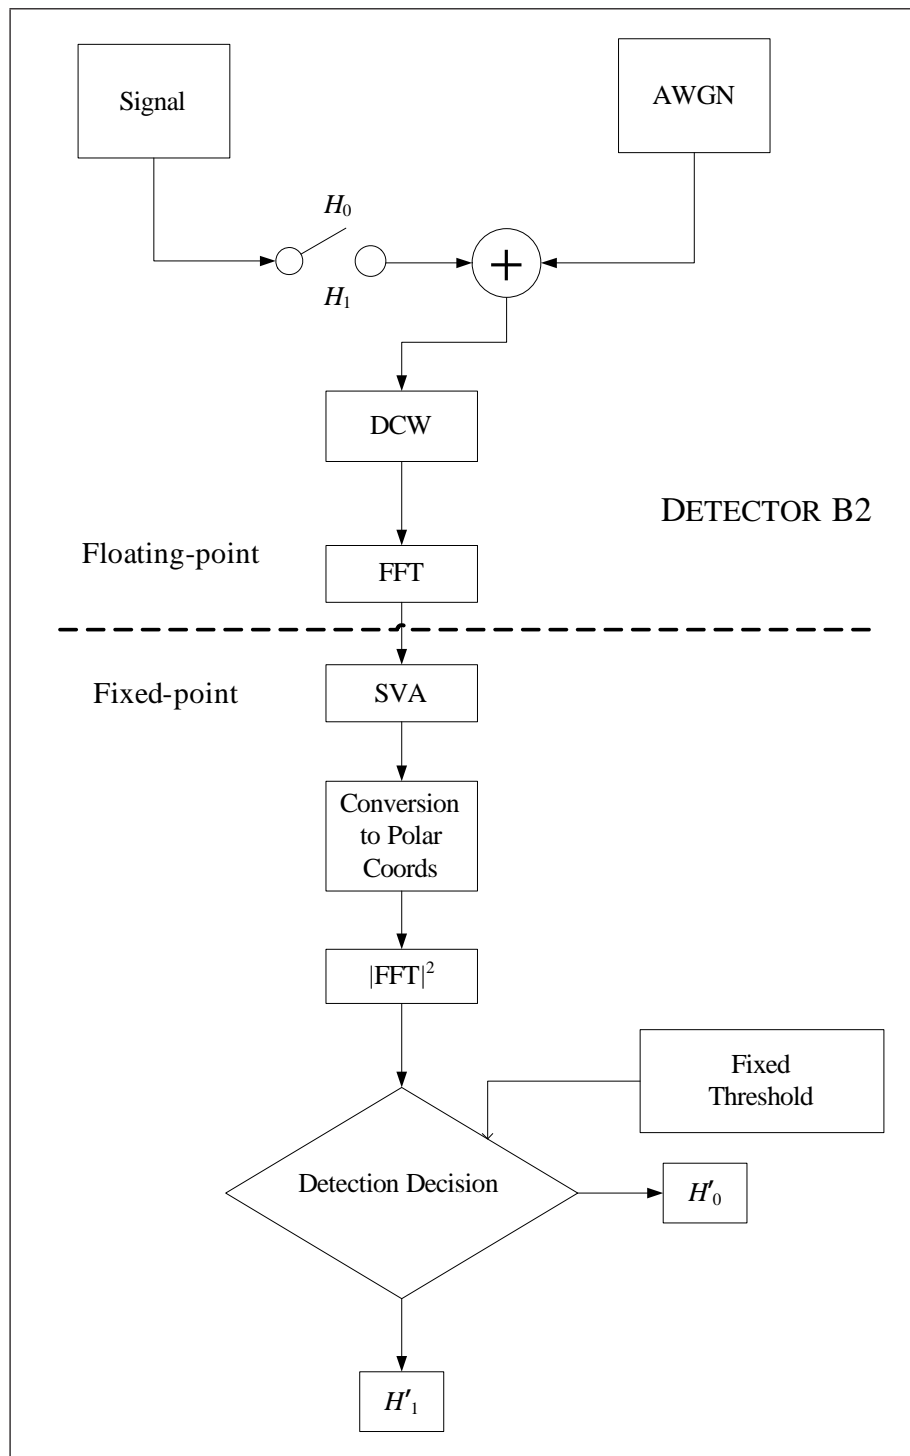 Signal
AWGN
H₀
+
H₁
DCW
DETECTOR B2
Floating-point
FFT
Fixed-point
SVA
Conversion
to Polar
Coords
|FFT|²
Fixed
Threshold
Detection Decision
H′₀
H′₁